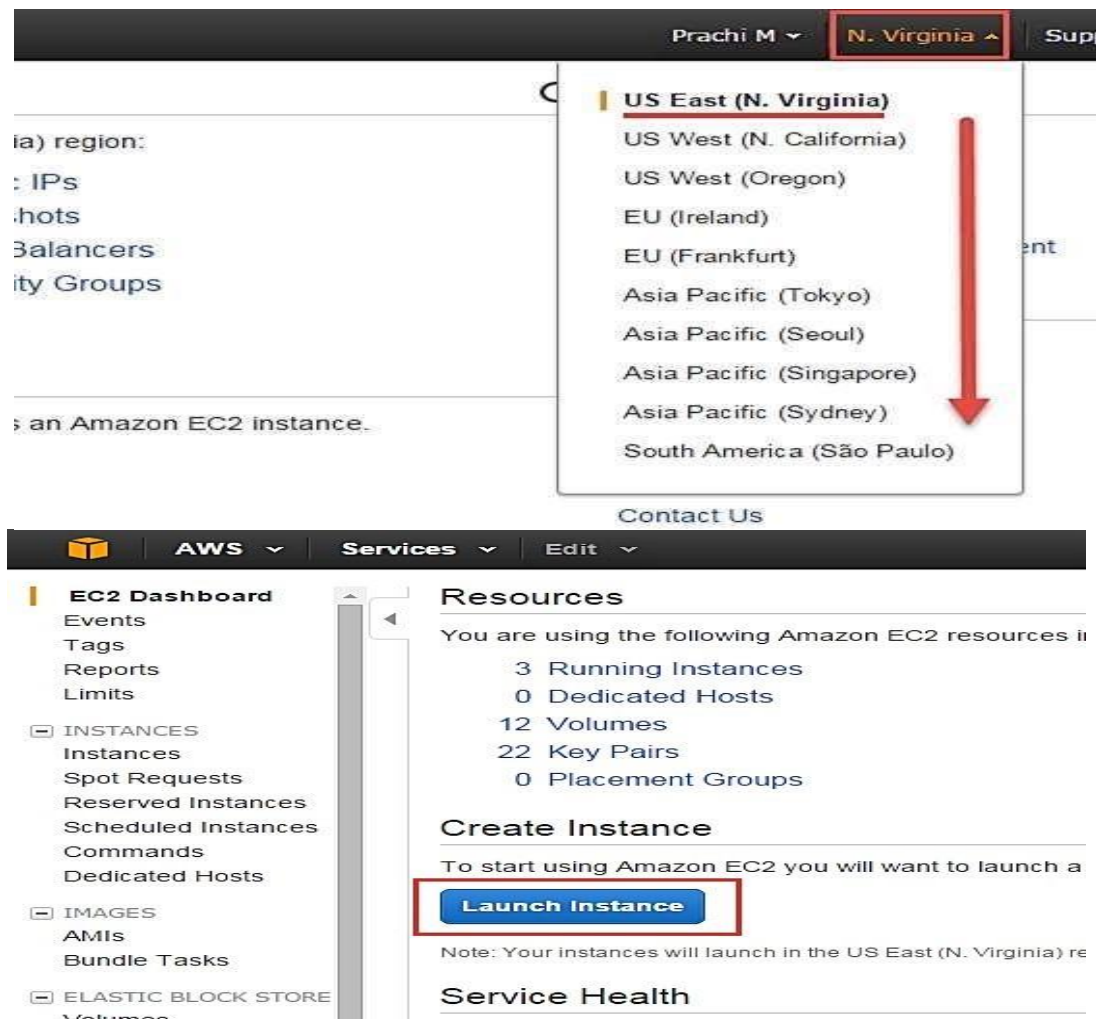 Prachi M N. Virginia Supp
US East (N. Virginia)
ia) region:
US West (N. California)
IPs
US West (Oregon)
hots
EU (Ireland)
Balancers
EU (Frankfurt)
ent
ity Groups
Asia Pacific (Tokyo)
Asia Pacific (Seoul)
Asia Pacific (Singapore)
Asia Pacific (Sydney)
s an Amazon EC2 instance.
South America (São Paulo)
Contact Us
AWS Services Edit
EC2 Dashboard
Events
Tags
Reports
Limits
INSTANCES
Instances
Spot Requests
Reserved Instances
Scheduled Instances
Commands
Dedicated Hosts
IMAGES
AMIs
Bundle Tasks
ELASTIC BLOCK STORE
Volumes
Resources
You are using the following Amazon EC2 resources i
3 Running Instances
0 Dedicated Hosts
12 Volumes
22 Key Pairs
0 Placement Groups
Create Instance
To start using Amazon EC2 you will want to launch a
Launch Instance
Note: Your instances will launch in the US East (N. Virginia) re
Service Health